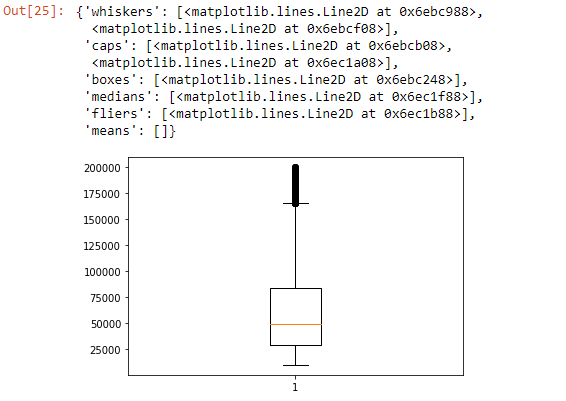 Out[25]: {'whiskers': [<matplotlib.lines.Line2D at 0x6ebc988>,
<matplotlib.lines.Line2D at 0x6ebcf08>],
'caps': [<matplotlib.lines.Line2D at 0x6ebcb08>,
<matplotlib.lines.Line2D at 0x6ec1a08>],
'boxes': [<matplotlib.lines.Line2D at 0x6ebc248>],
'medians': [<matplotlib.lines.Line2D at 0x6ec1f88>],
'fliers': [<matplotlib.lines.Line2D at 0x6ec1b88>],
'means': []}
200000
175000
150000
125000
100000
75000
50000
25000
1